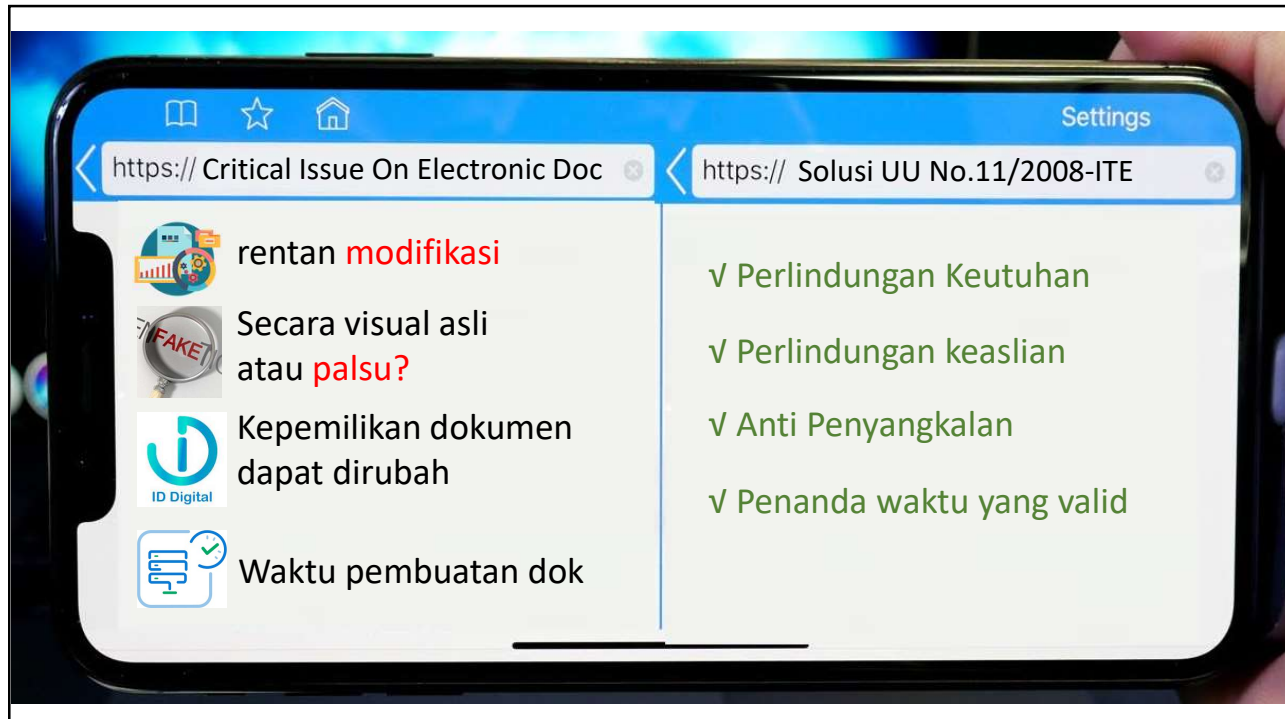 Settings
https:// Critical Issue On Electronic Doc
https:// Solusi UU No.11/2008-ITE
rentan modifikasi
FAKE
Secara visual asli
atau palsu?
ID Digital
Kepemilikan dokumen
dapat dirubah
Waktu pembuatan dok
√ Perlindungan Keutuhan
√ Perlindungan keaslian
√ Anti Penyangkalan
√ Penanda waktu yang valid